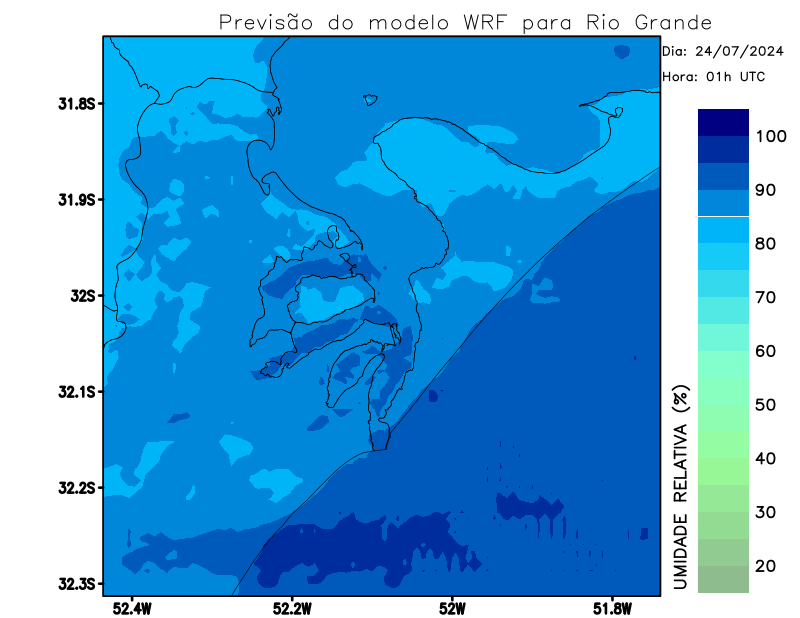 Previsão do modelo WRF para Rio Grande
Dia: 24/07/2024
Hora: 01h UTC
31.8S
31.9S
32S
32.1S
32.2S
32.3S
52.4W
52.2W
52W
51.8W
100
90
80
70
60
50
40
30
20
UMIDADE RELATIVA (%)